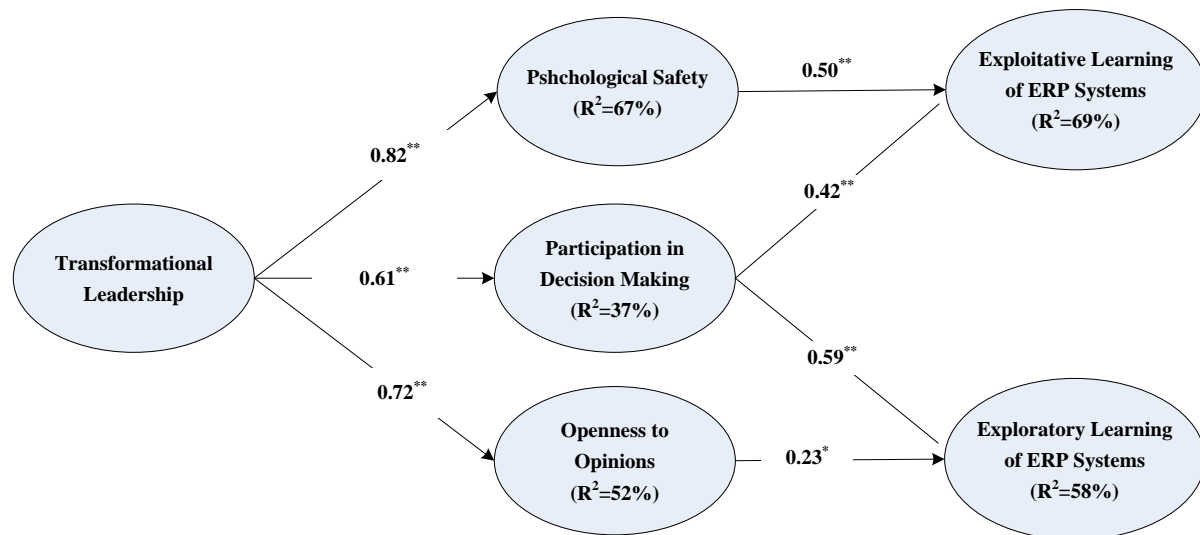 Pshchological Safety
(R²=67%)
0.50**
Exploitative Learning
of ERP Systems
(R²=69%)
0.82**
0.42**
Transformational
Leadership
0.61**
Participation in
Decision Making
(R²=37%)
0.59**
0.72**
Openness to
Opinions
(R²=52%)
0.23*
Exploratory Learning
of ERP Systems
(R²=58%)